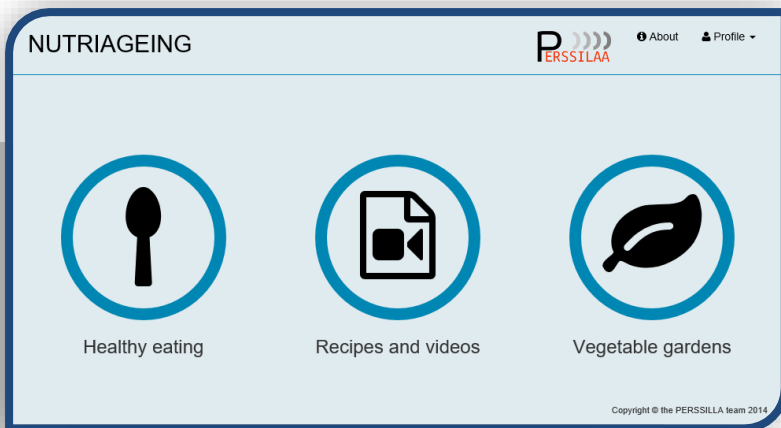 NUTRIAGEING
PERSSILAA
About
Profile
Healthy eating
Recipes and videos
Vegetable gardens
Copyright © the PERSSILLA team 2014